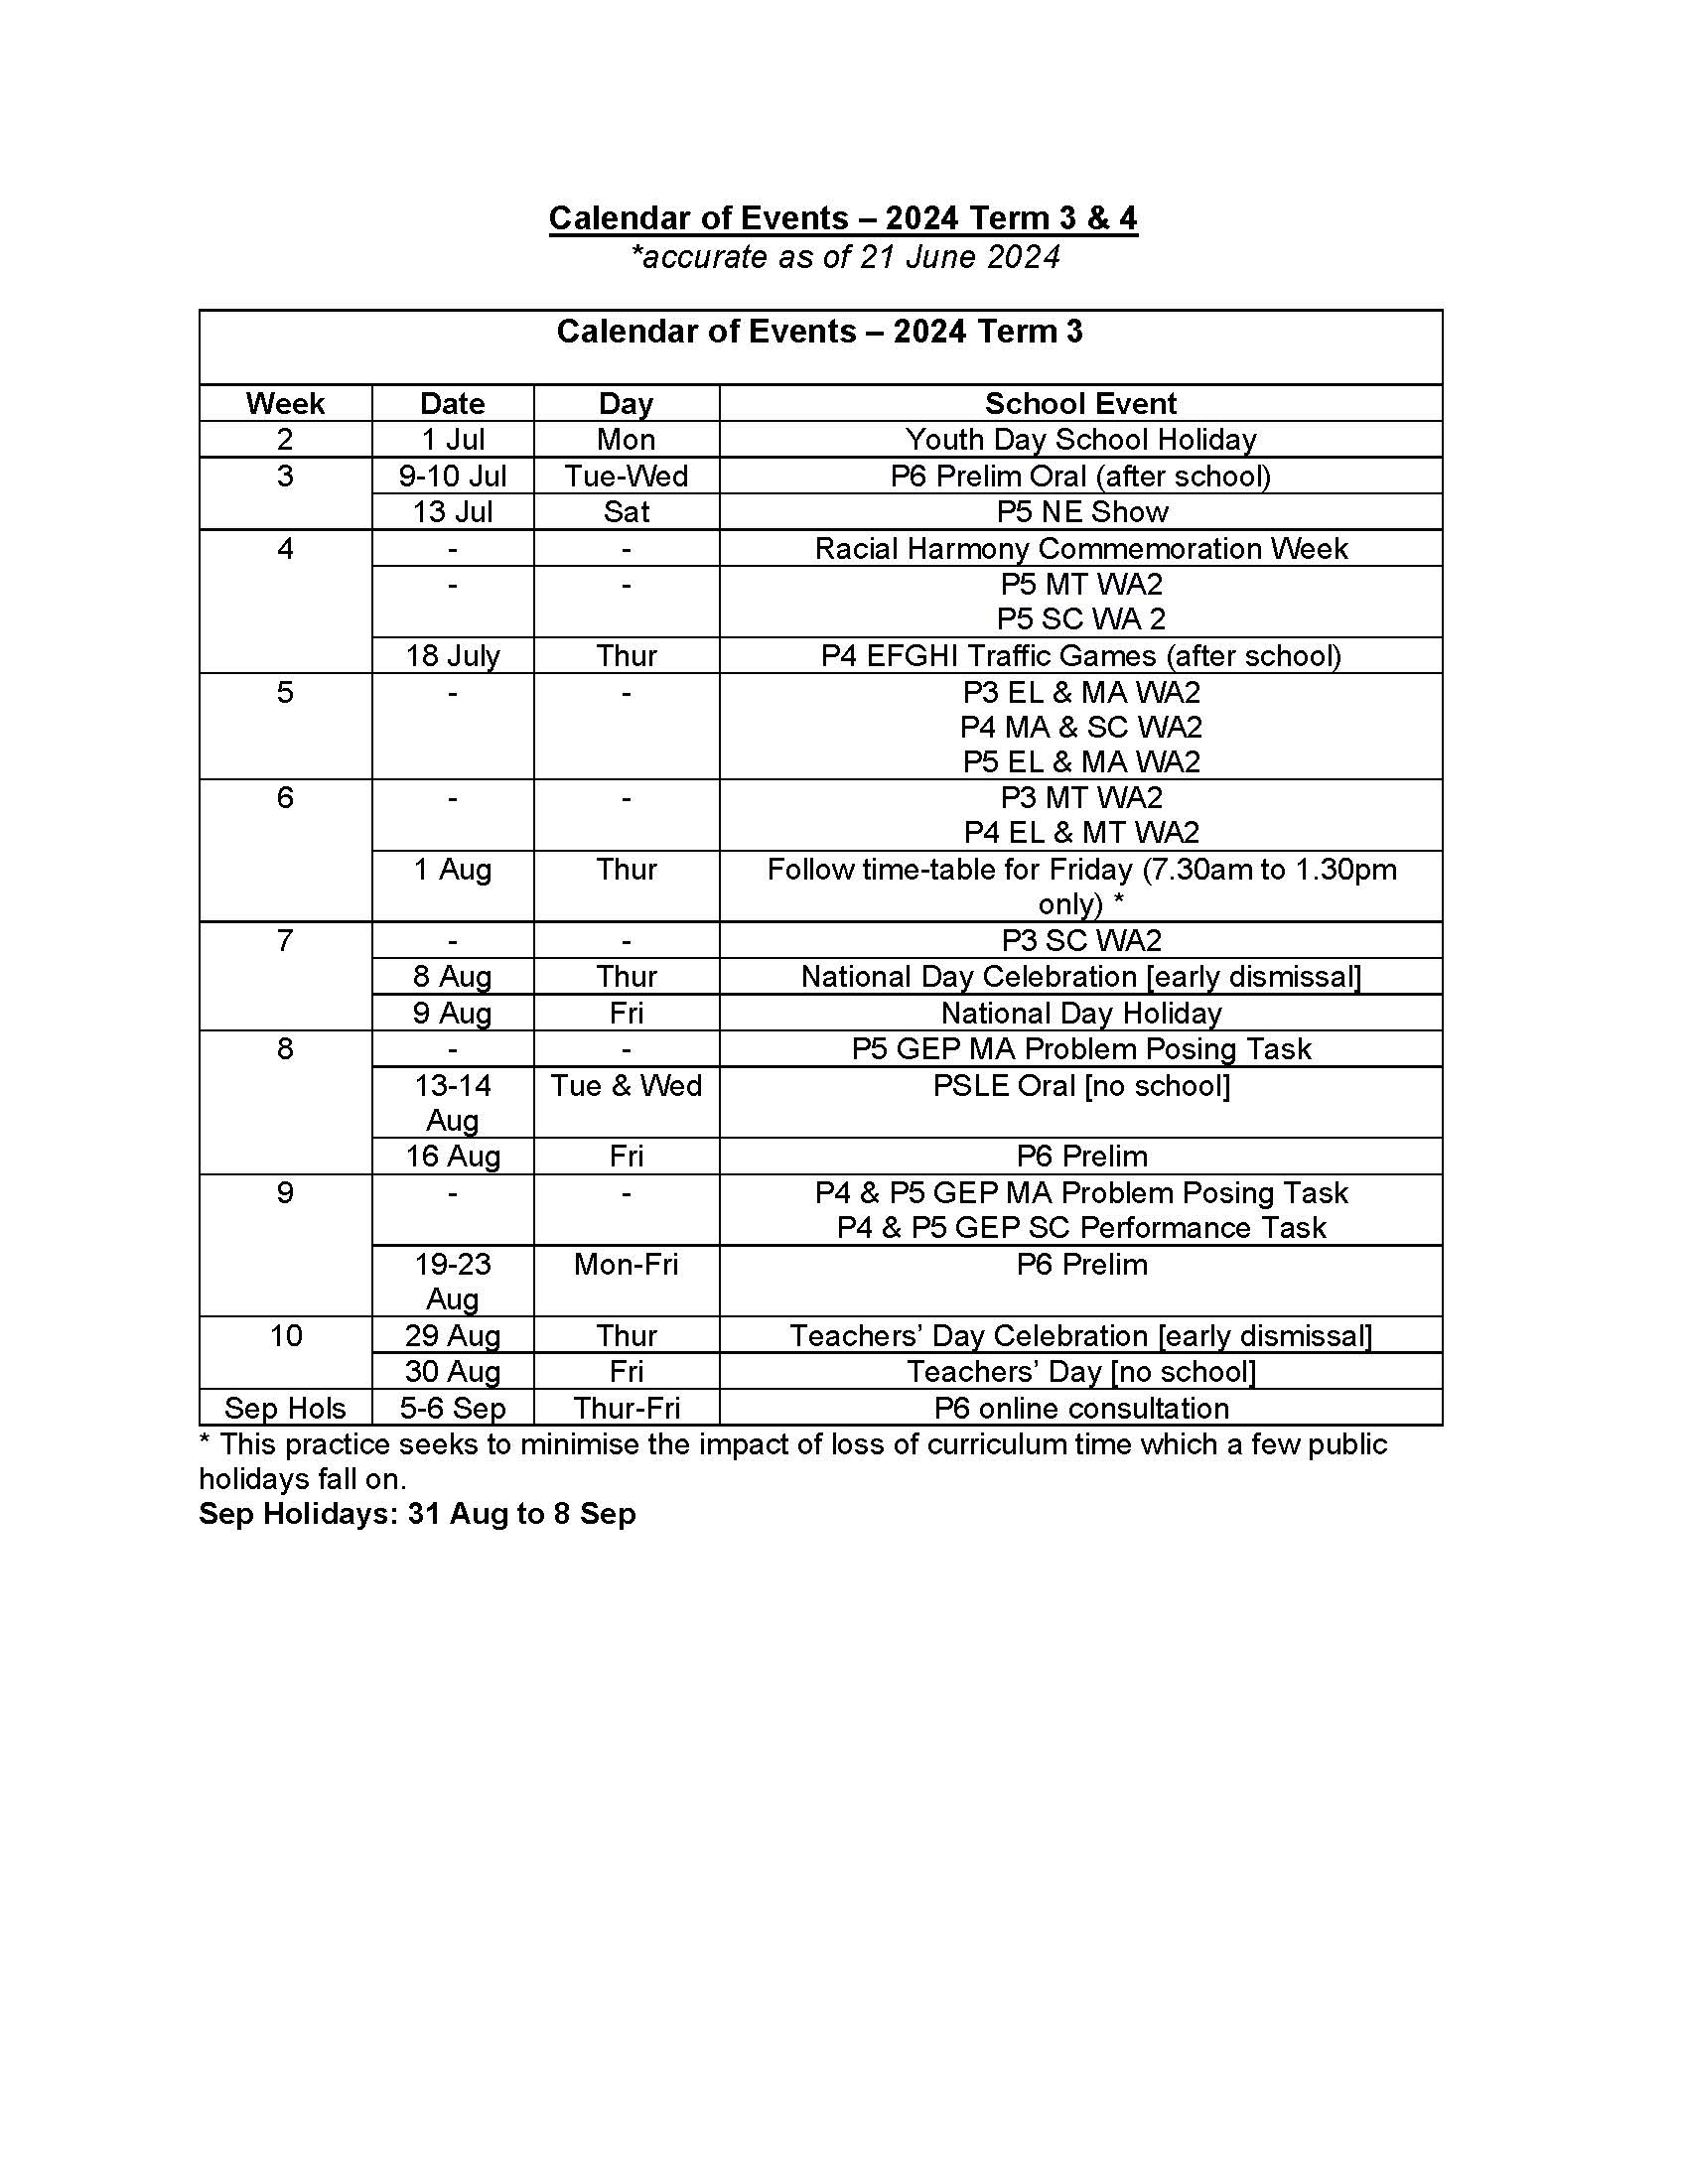 Calendar of Events – 2024 Term 3 & 4
*accurate as of 21 June 2024
Calendar of Events – 2024 Term 3
Week Date Day School Event
2 1 Jul Mon Youth Day School Holiday
3 9-10 Jul Tue-Wed P6 Prelim Oral (after school)
13 Jul Sat P5 NE Show
4 - - Racial Harmony Commemoration Week
- - P5 MT WA2
P5 SC WA 2
18 July Thur P4 EFGHI Traffic Games (after school)
5 - - P3 EL & MA WA2
P4 MA & SC WA2
P5 EL & MA WA2
6 - - P3 MT WA2
P4 EL & MT WA2
1 Aug Thur Follow time-table for Friday (7.30am to 1.30pm
only) *
7 - - P3 SC WA2
8 Aug Thur National Day Celebration [early dismissal]
9 Aug Fri National Day Holiday
8 - - P5 GEP MA Problem Posing Task
13-14 Tue & Wed PSLE Oral [no school]
Aug
16 Aug Fri P6 Prelim
9 - - P4 & P5 GEP MA Problem Posing Task
P4 & P5 GEP SC Performance Task
19-23 Mon-Fri P6 Prelim
Aug
10 29 Aug Thur Teachers’ Day Celebration [early dismissal]
30 Aug Fri Teachers’ Day [no school]
Sep Hols 5-6 Sep Thur-Fri P6 online consultation
* This practice seeks to minimise the impact of loss of curriculum time which a few public
holidays fall on.
Sep Holidays: 31 Aug to 8 Sep